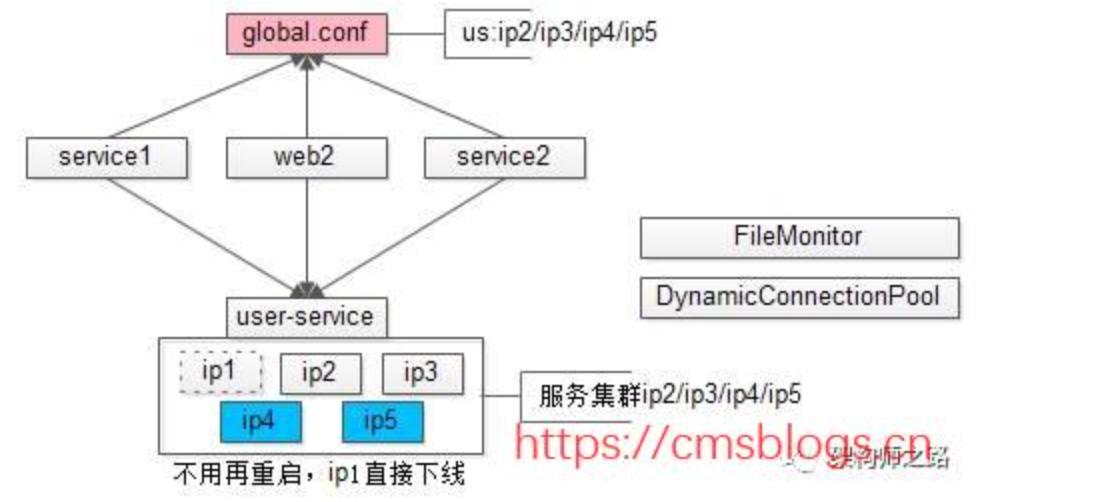 global.conf
us:ip2/ip3/ip4/ip5
service1
web2
service2
FileMonitor
DynamicConnectionPool
user-service
ip1
ip2
ip3
ip4
ip5
服务集群ip2/ip3/ip4/ip5
https://cmsblogs.cn
架构师之路
不用再重启，ip1直接下线